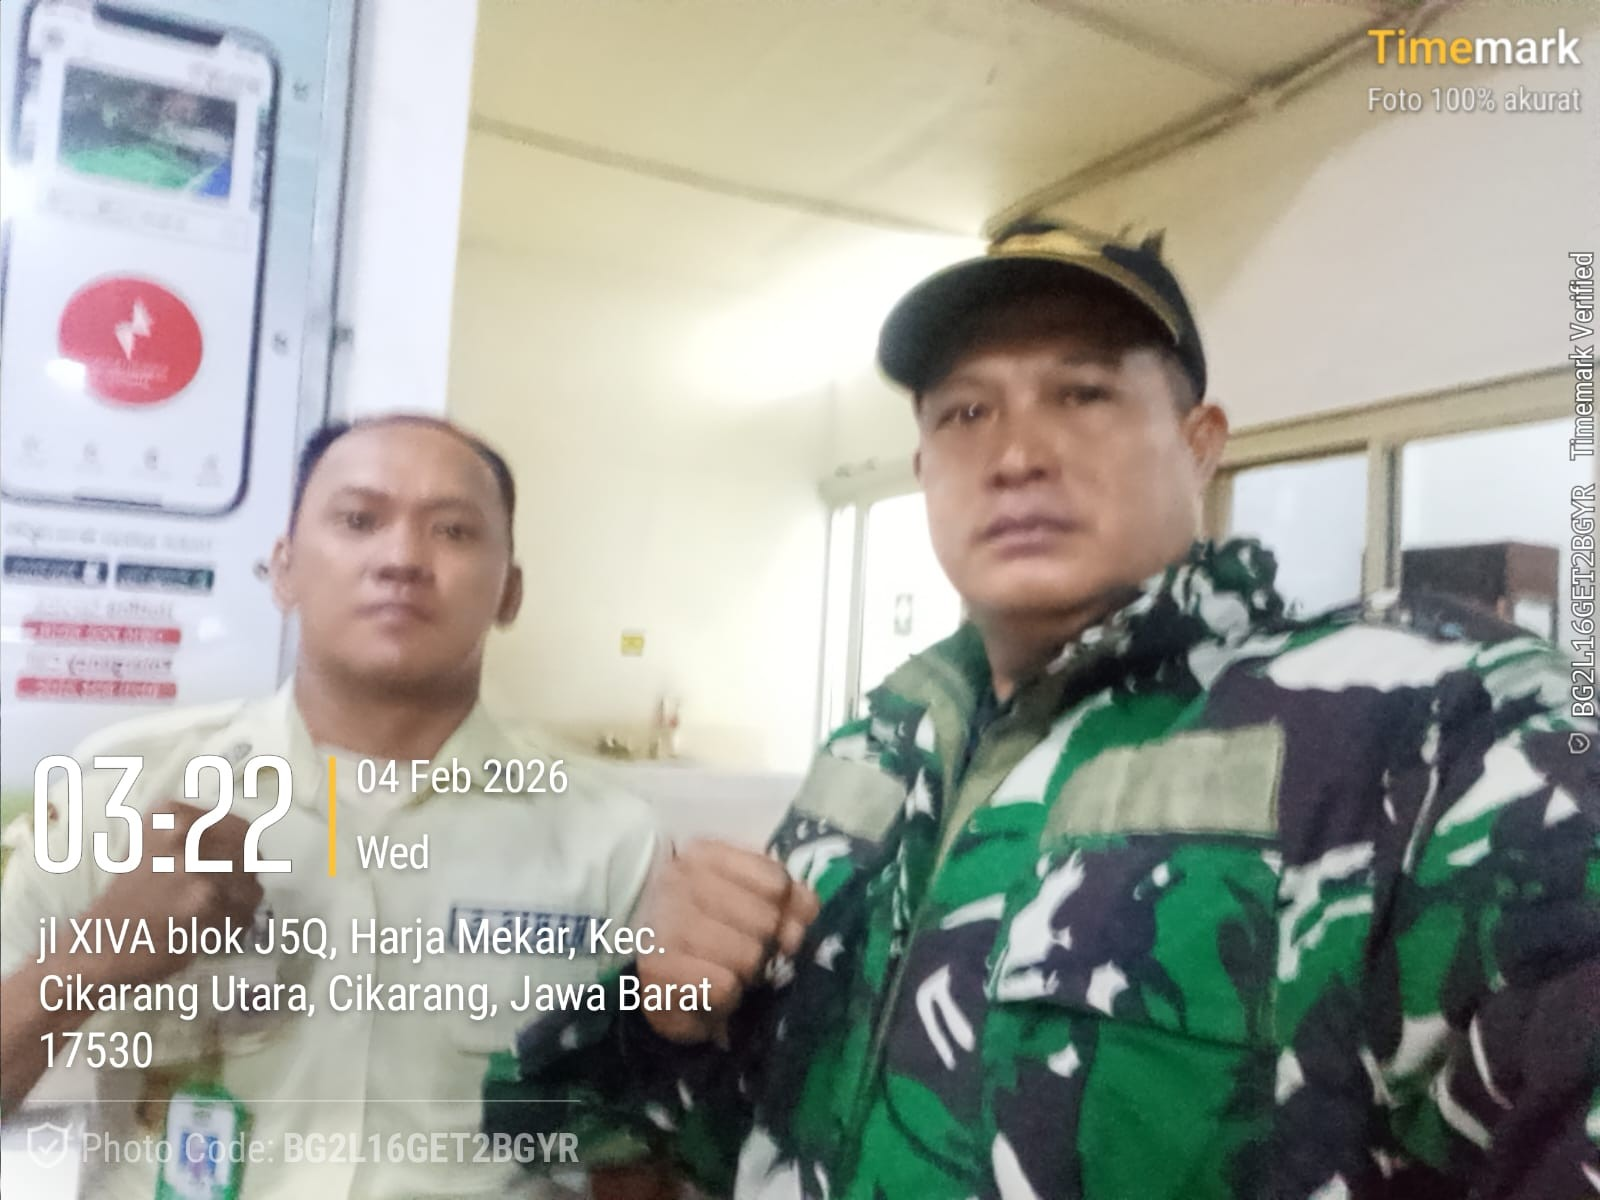 Timemark
Foto 100% akurat
03:22
04 Feb 2026
Wed
jl XIVA blok J5Q, Harja Mekar, Kec.
Cikarang Utara, Cikarang, Jawa Barat
17530
Photo Code: BG2L16GET2BGYR
BG2L16GET2BGYR Timemark Verified